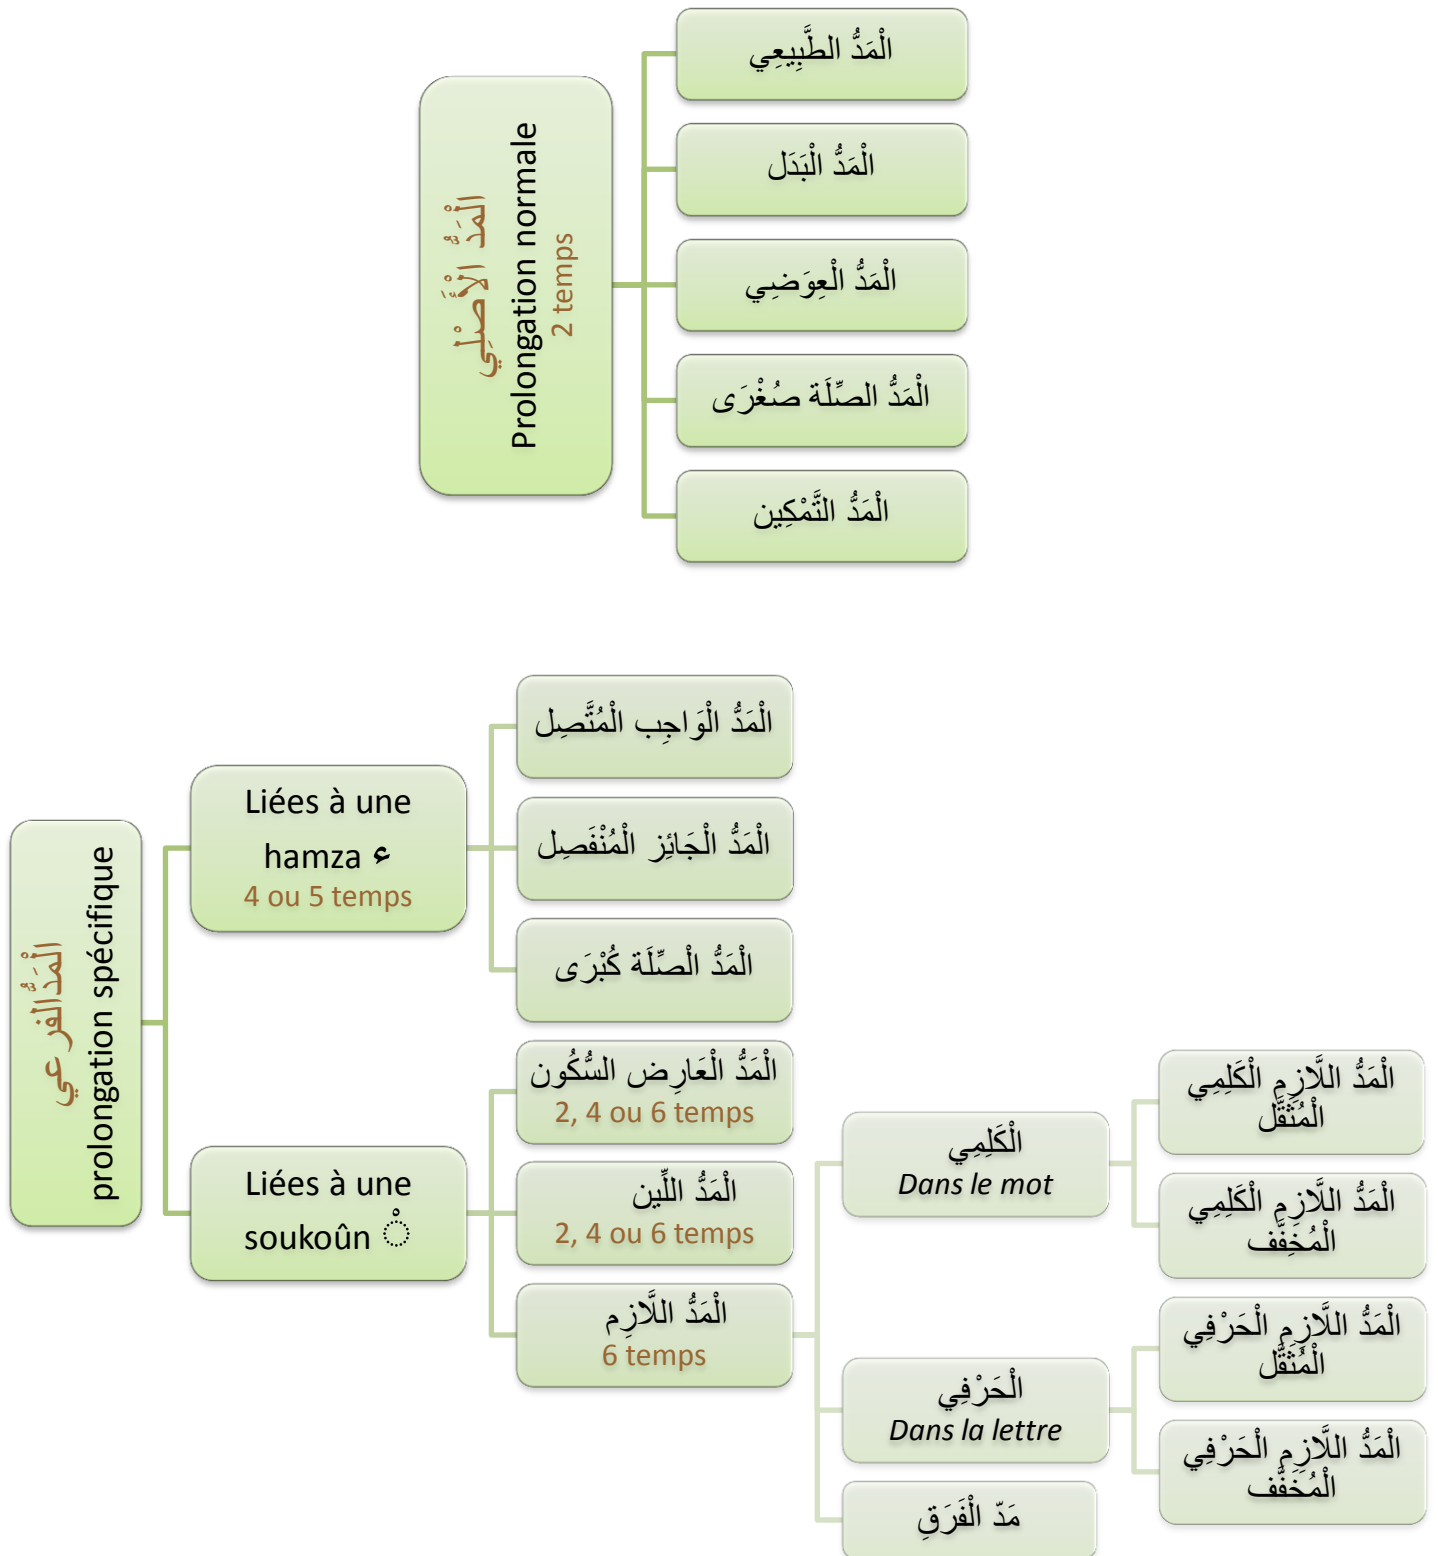 الْمَدُّ الْأَصْلِي
Prolongation normale
2 temps
الْمَدُّ الطَّبِيعِي
الْمَدُّ الْبَدَل
الْمَدُّ الْعِوَضِي
الْمَدُّ الصِّلَة صُغْرَى
الْمَدُّ التَّمْكِين
الْمَدُّالفرعي
prolongation spécifique
Liées à une
hamza ء
4 ou 5 temps
الْمَدُّ الْوَاجِب الْمُتَّصِل
الْمَدُّ الْجَائِز الْمُنْفَصِل
الْمَدُّ الْصِّلَة كُبْرَى
Liées à une
soukoûn ◌ْ
الْمَدُّ الْعَارِض السُّكُون
2, 4 ou 6 temps
الْمَدُّ اللِّين
2, 4 ou 6 temps
الْمَدُّ اللَّازِم
6 temps
الْكَلِمِي
Dans le mot
الْمَدُّ اللَّازِم الْكَلِمِي
الْمُثَقَّل
الْمَدُّ اللَّازِم الْكَلِمِي
الْمُخِفَّف
الْحَرْفِي
Dans la lettre
الْمَدُّ اللَّازِم الْحَرْفِي
الْمُثَقَّل
الْمَدُّ اللَّازِم الْحَرْفِي
الْمُخَفَّف
مَدّ الْفَرَقِ